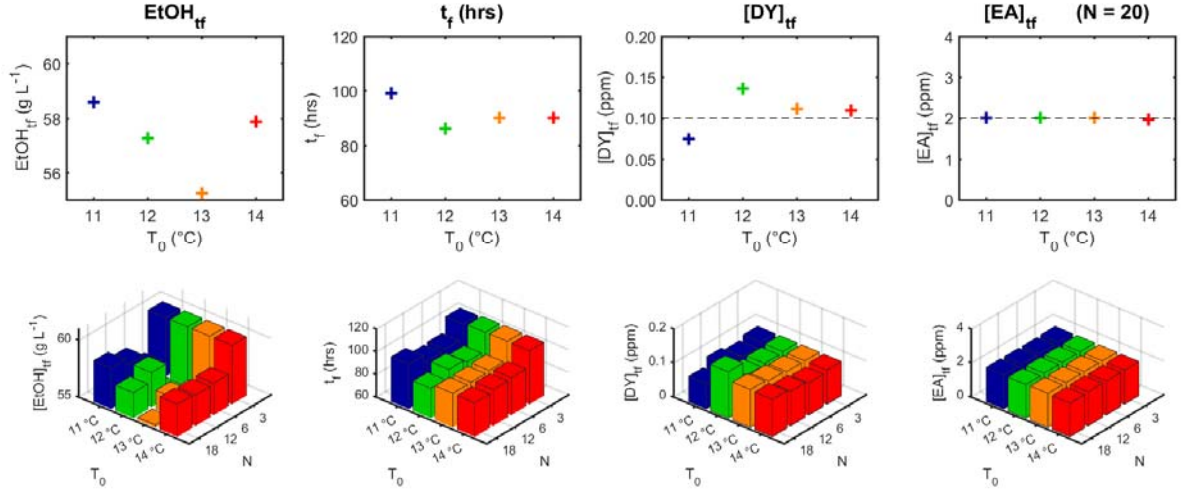 EtOH_tf
t_f (hrs)
[DY]_tf
[EA]_tf (N = 20)
EtOH_tf (g L⁻¹)
60
58
56
11 12 13 14
T_0 (°C)
t_f (hrs)
120
100
80
60
11 12 13 14
T_0 (°C)
[DY]_tf (ppm)
0.20
0.15
0.10
0.05
0.00
11 12 13 14
T_0 (°C)
[EA]_tf (ppm)
4
3
2
1
0
11 12 13 14
T_0 (°C)
[EtOH]_tf (g L⁻¹)
60
55
11 °C
12 °C
13 °C
14 °C
T_0
18 12 6 3
N
t_f (hrs)
120
100
80
60
11 °C
12 °C
13 °C
14 °C
T_0
18 12 6 3
N
[DY]_tf (ppm)
0.2
0.1
0
11 °C
12 °C
13 °C
14 °C
T_0
18 12 6 3
N
[EA]_tf (ppm)
4
2
0
11 °C
12 °C
13 °C
14 °C
T_0
18 12 6 3
N